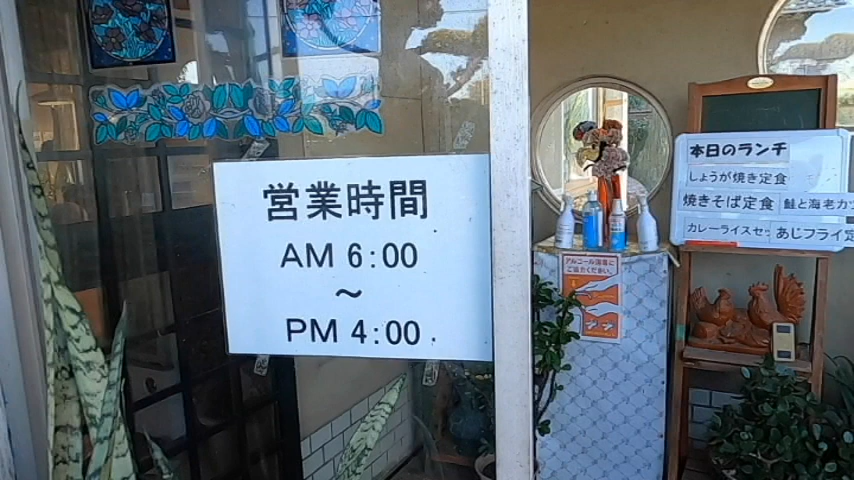 営業時間
AM 6:00
～
PM 4:00
本日のランチ
しょうが焼き定食
焼きそば定食 鮭と海老カツ
カレーライスセッ あじフライ定
アルコール消毒に
ご協力ください。